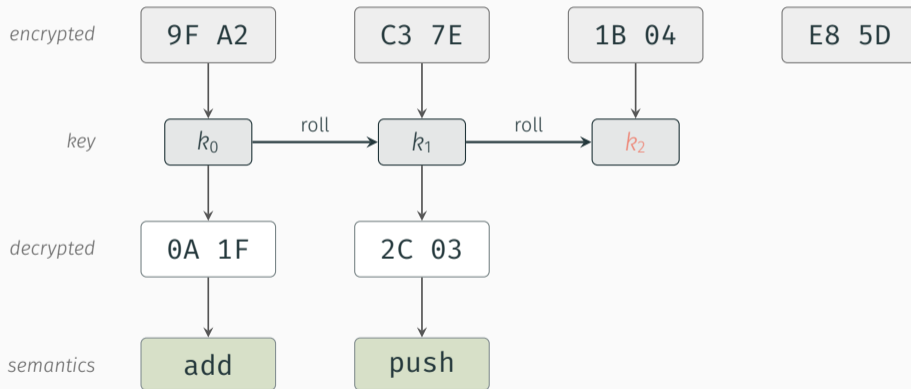 encrypted 9F A2 C3 7E 1B 04 E8 5D
roll roll
key k₀ k₁ k₂
decrypted 0A 1F 2C 03
semantics add push